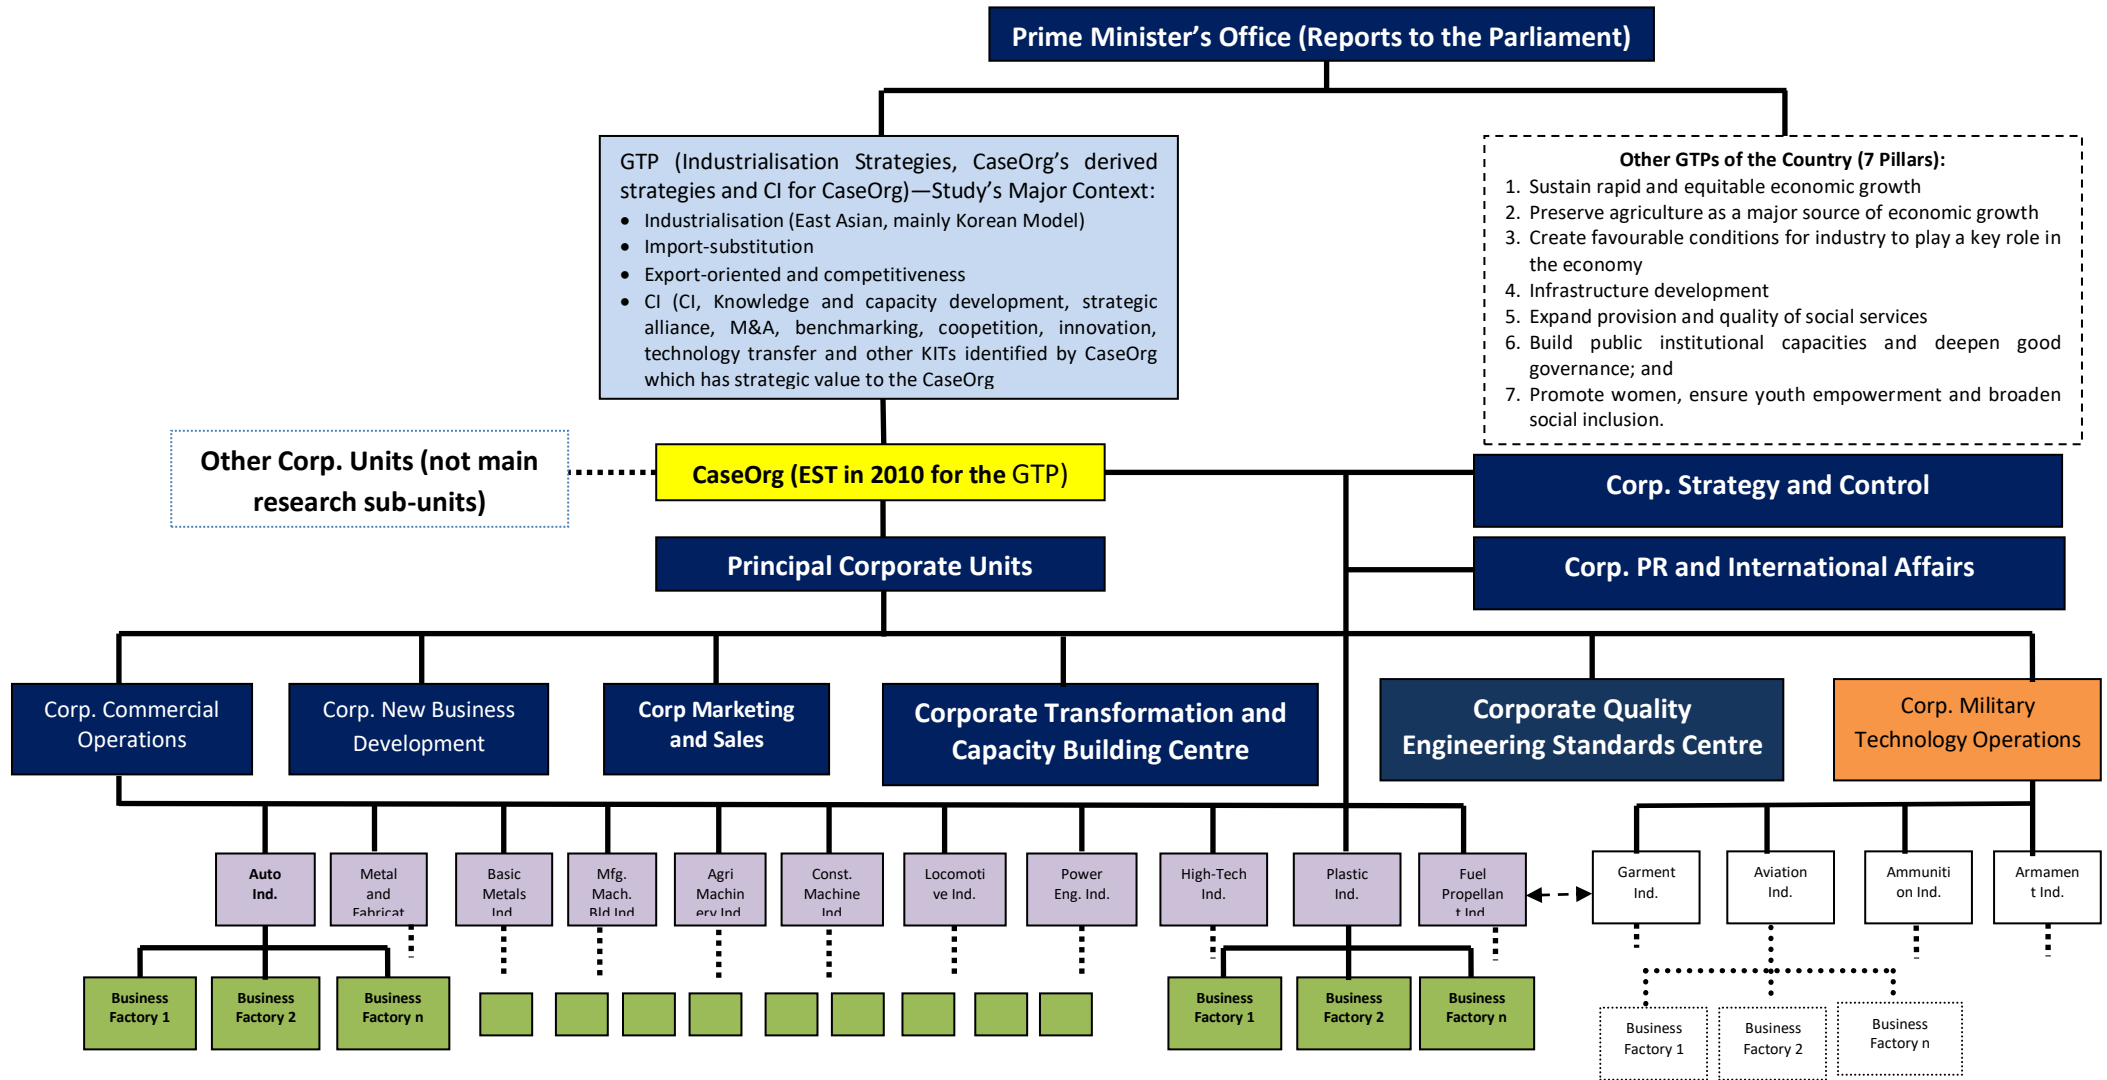 Prime Minister’s Office (Reports to the Parliament)
GTP (Industrialisation Strategies, CaseOrg’s derived
strategies and CI for CaseOrg)—Study’s Major Context:
• Industrialisation (East Asian, mainly Korean Model)
• Import-substitution
• Export-oriented and competitiveness
• CI (CI, Knowledge and capacity development, strategic
alliance, M&A, benchmarking, coopetition, innovation,
technology transfer and other KITs identified by CaseOrg
which has strategic value to the CaseOrg
Other GTPs of the Country (7 Pillars):
1. Sustain rapid and equitable economic growth
2. Preserve agriculture as a major source of economic growth
3. Create favourable conditions for industry to play a key role in
the economy
4. Infrastructure development
5. Expand provision and quality of social services
6. Build public institutional capacities and deepen good
governance; and
7. Promote women, ensure youth empowerment and broaden
social inclusion.
Other Corp. Units (not main
research sub-units)
CaseOrg (EST in 2010 for the GTP)
Corp. Strategy and Control
Principal Corporate Units
Corp. PR and International Affairs
Corp. Commercial
Operations
Corp. New Business
Development
Corp Marketing
and Sales
Corporate Transformation and
Capacity Building Centre
Corporate Quality
Engineering Standards Centre
Corp. Military
Technology Operations
Auto
Ind.
Metal
and
Fabricat
Basic
Metals
Ind.
Mfg.
Mach.
Bld Ind.
Agri
Machin
ery Ind.
Const.
Machine
Ind.
Locomoti
ve Ind.
Power
Eng. Ind.
High-Tech
Ind.
Plastic
Ind.
Fuel
Propellan
t Ind.
Garment
Ind.
Aviation
Ind.
Ammuniti
on Ind.
Armamen
t Ind.
Business
Factory 1
Business
Factory 2
Business
Factory n
Business
Factory 1
Business
Factory 2
Business
Factory n
Business
Factory 1
Business
Factory 2
Business
Factory n